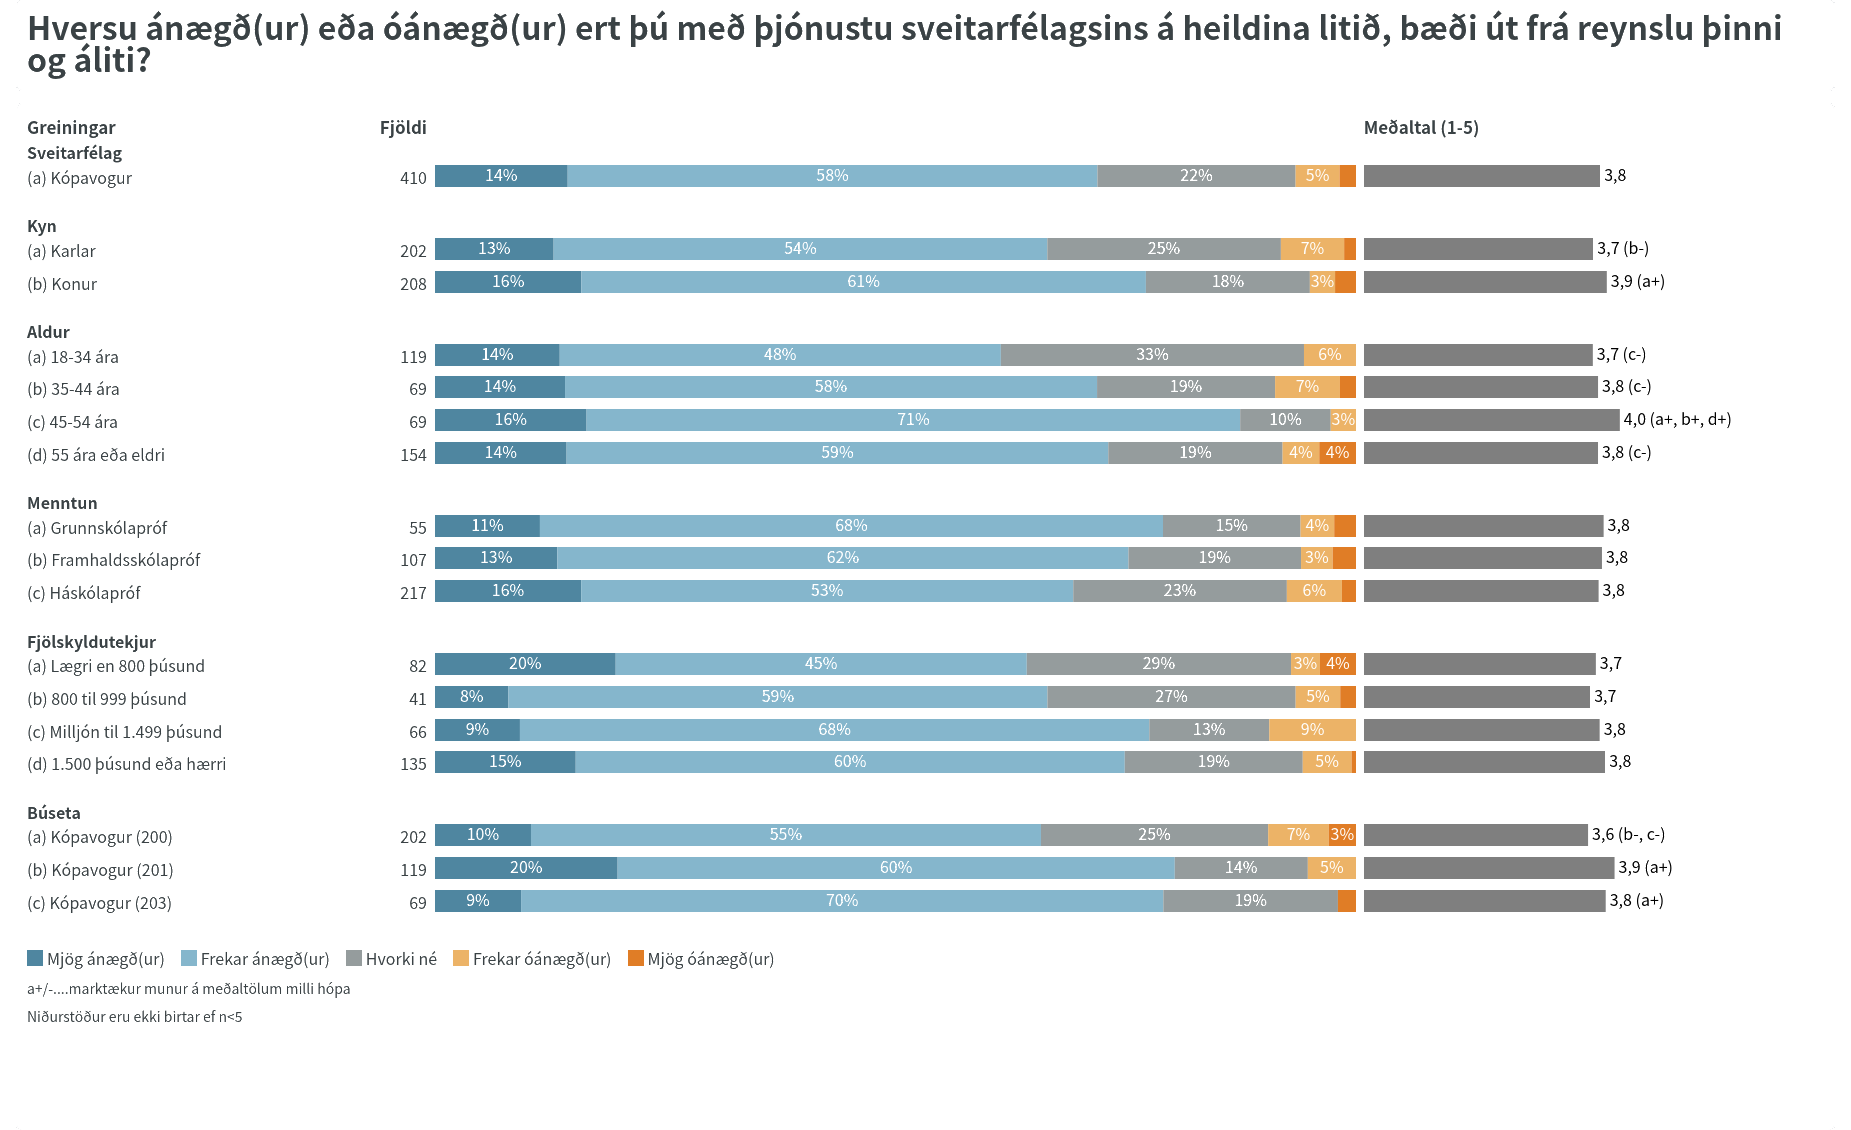 Hversu ánægð(ur) eða óánægð(ur) ert þú með þjónustu sveitarfélagsins á heildina litið, bæði út frá reynslu þinni
og áliti?
Greiningar Fjöldi Meðaltal (1-5)
Sveitarfélag
(a) Kópavogur 410 14% 58% 22% 5% 3,8
Kyn
(a) Karlar 202 13% 54% 25% 7% 3,7 (b-)
(b) Konur 208 16% 61% 18% 3% 3,9 (a+)
Aldur
(a) 18-34 ára 119 14% 48% 33% 6% 3,7 (c-)
(b) 35-44 ára 69 14% 58% 19% 7% 3,8 (c-)
(c) 45-54 ára 69 16% 71% 10% 3% 4,0 (a+, b+, d+)
(d) 55 ára eða eldri 154 14% 59% 19% 4% 4% 3,8 (c-)
Menntun
(a) Grunnskólapróf 55 11% 68% 15% 4% 3,8
(b) Framhaldsskólapróf 107 13% 62% 19% 3% 3,8
(c) Háskólapróf 217 16% 53% 23% 6% 3,8
Fjölskyldutekjur
(a) Lægri en 800 þúsund 82 20% 45% 29% 3% 4% 3,7
(b) 800 til 999 þúsund 41 8% 59% 27% 5% 3,7
(c) Milljón til 1.499 þúsund 66 9% 68% 13% 9% 3,8
(d) 1.500 þúsund eða hærri 135 15% 60% 19% 5% 3,8
Búseta
(a) Kópavogur (200) 202 10% 55% 25% 7% 3% 3,6 (b-, c-)
(b) Kópavogur (201) 119 20% 60% 14% 5% 3,9 (a+)
(c) Kópavogur (203) 69 9% 70% 19% 3,8 (a+)
Mjög ánægð(ur) Frekar ánægð(ur) Hvorki né Frekar óánægð(ur) Mjög óánægð(ur)
a+/-....marktækur munur á meðaltölum milli hópa
Niðurstöður eru ekki birtar ef n<5